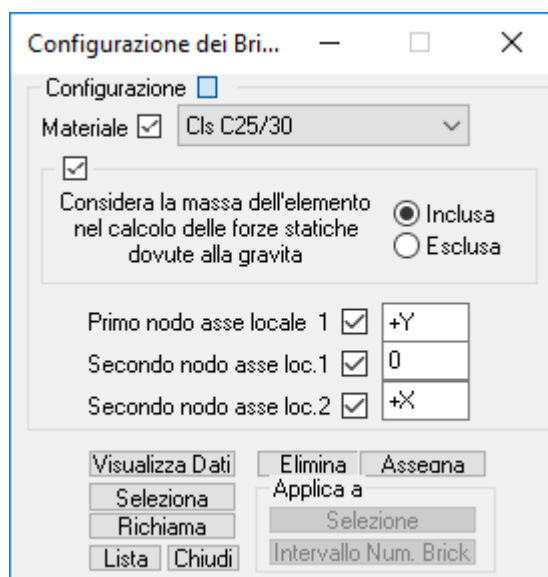 Configurazione dei Bri...
Configurazione
Materiale Cls C25/30
Considera la massa dell'elemento
nel calcolo delle forze statiche
dovute alla gravita
Inclusa
Esclusa
Primo nodo asse locale 1 +Y
Secondo nodo asse loc.1 0
Secondo nodo asse loc.2 +X
Visualizza Dati Elimina Assegna
Seleziona Applica a
Richiama Selezione
Lista Chiudi Intervallo Num. Brick